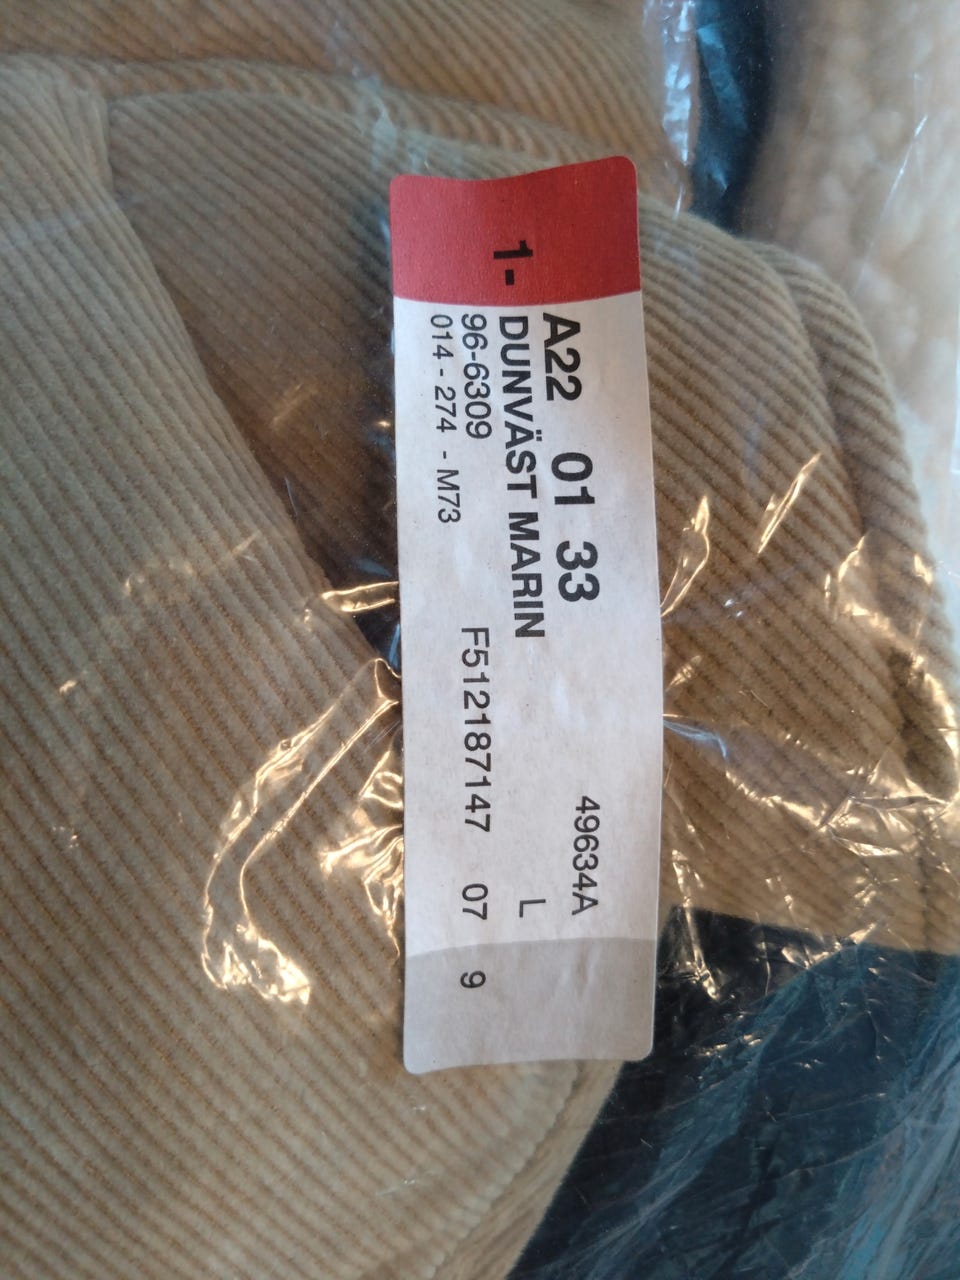 A22 01 33 49634A
1- DUNVÄST MARIN L
96-6309 F512187147 07 9
014 - 274 - M73